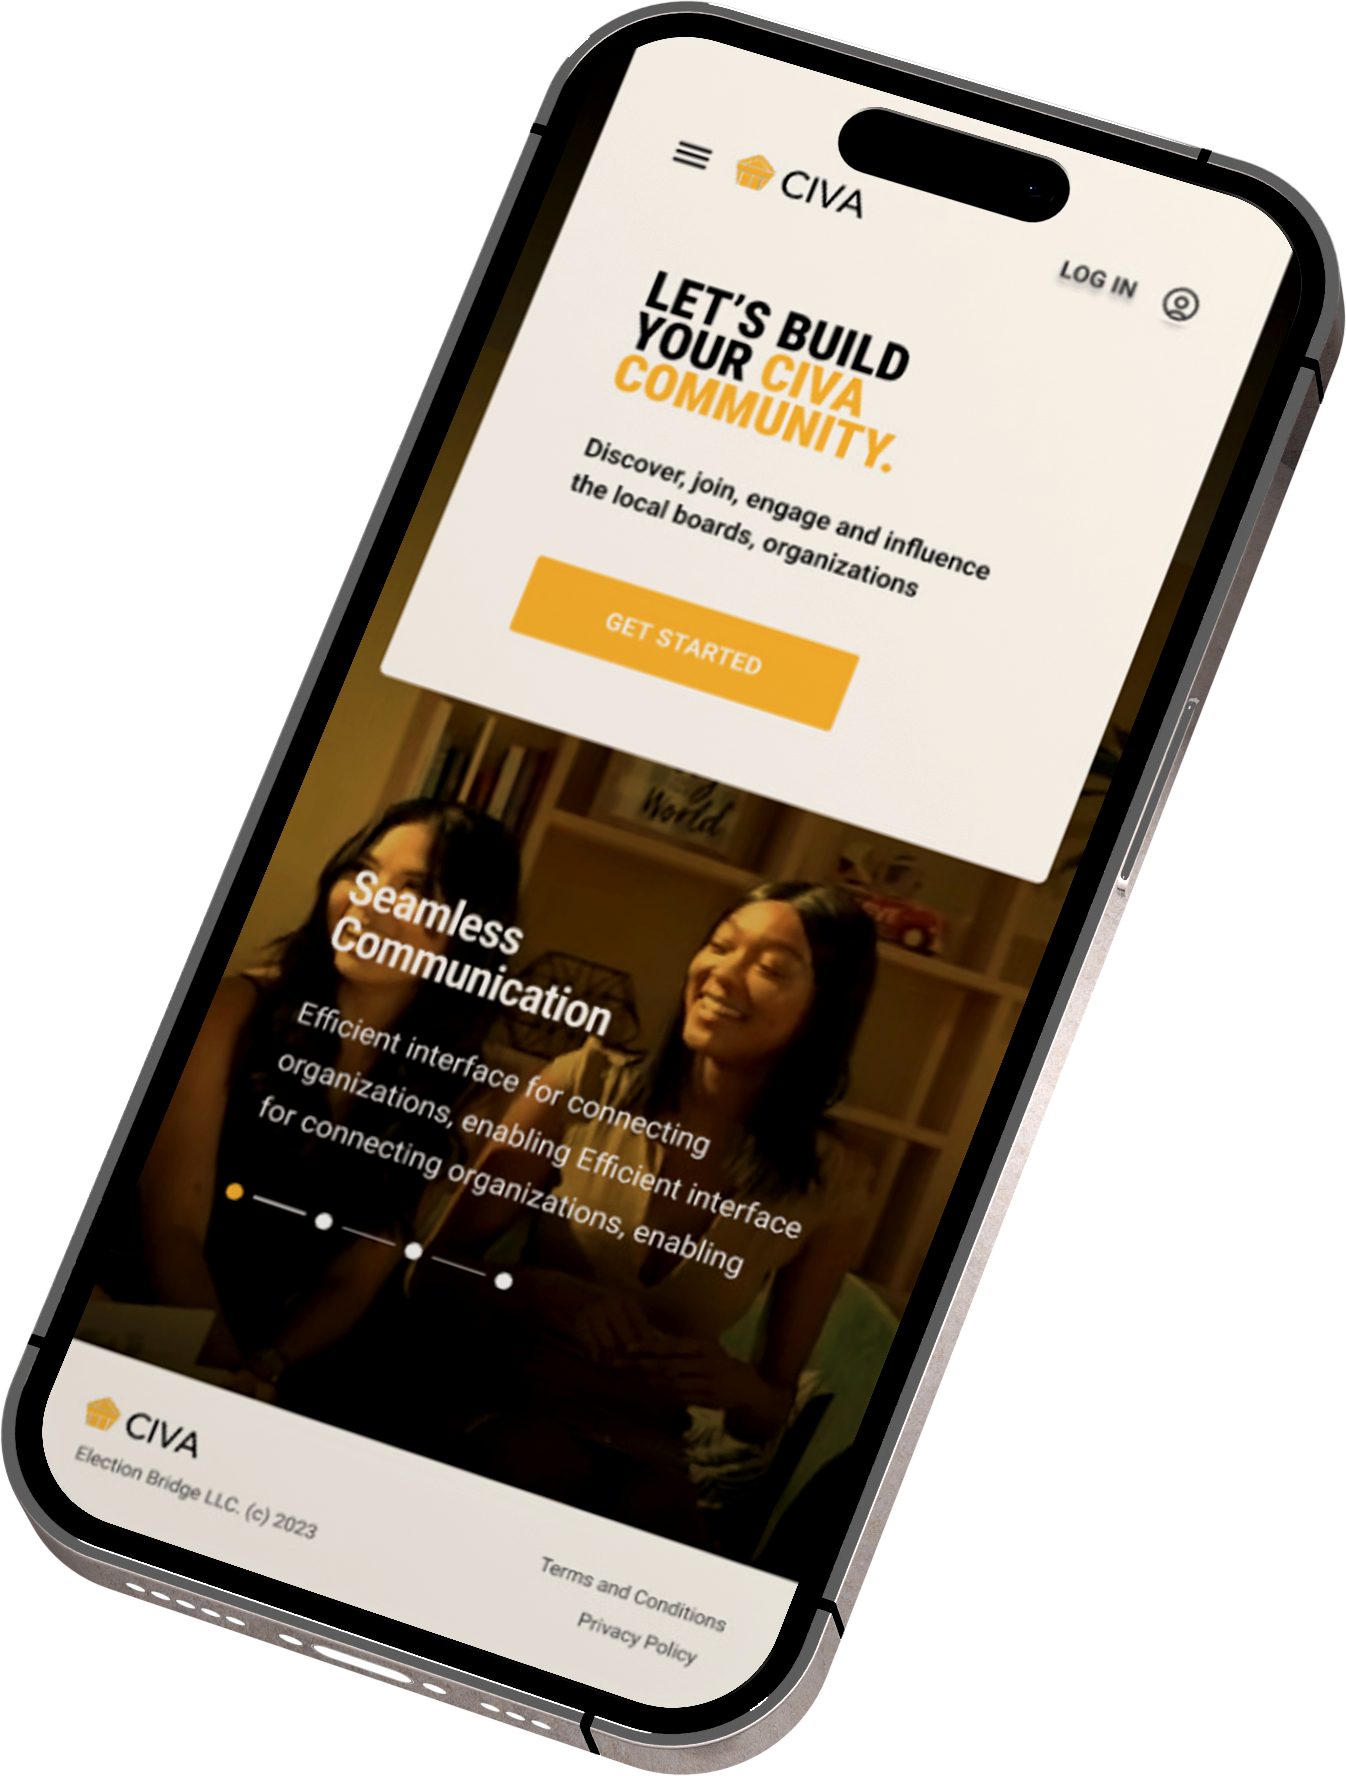 CIVA
LOG IN
LET'S BUILD
YOUR CIVA
COMMUNITY.
Discover, join, engage and influence
the local boards, organizations
GET STARTED
World
Seamless
Communication
Efficient interface for connecting
organizations, enabling Efficient interface
for connecting organizations, enabling
CIVA
Election Bridge LLC. (c) 2023
Terms and Conditions
Privacy Policy